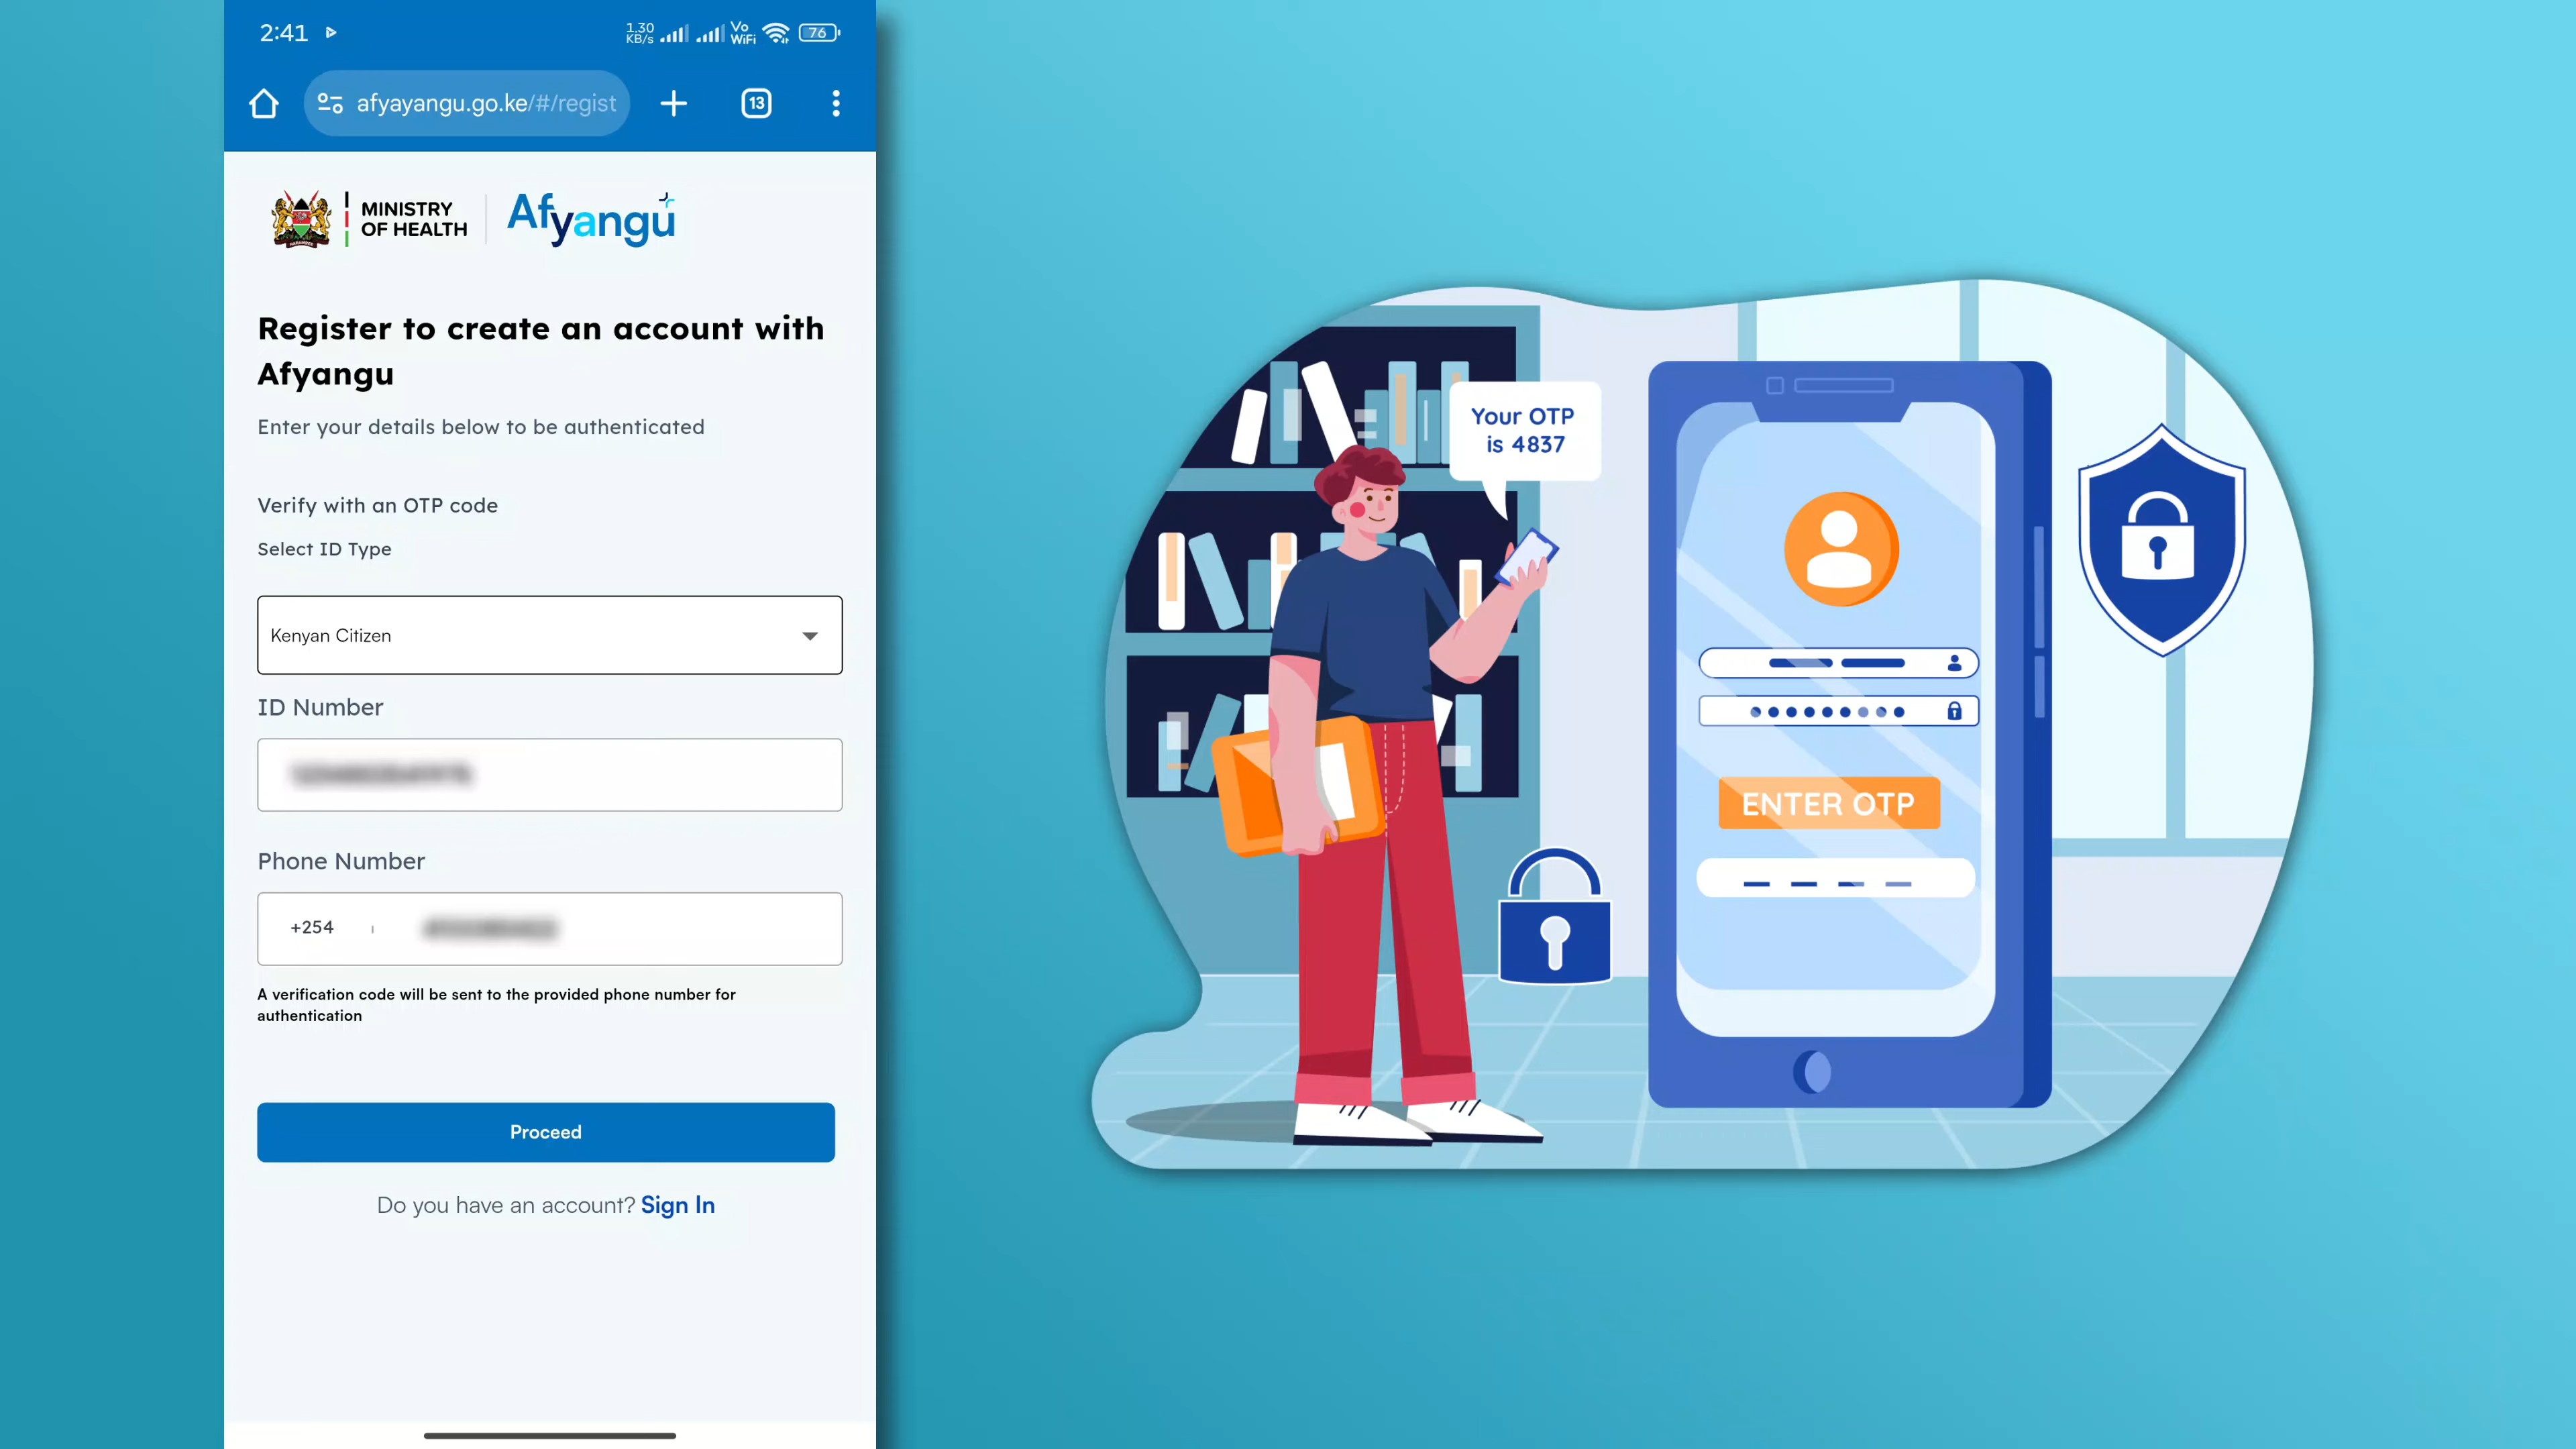 2:41
1.30
KB/s
Vo
WiFi
76
afyayangu.go.ke/#/regist
13
MINISTRY
OF HEALTH
Afyangu
Register to create an account with
Afyangu
Enter your details below to be authenticated
Verify with an OTP code
Select ID Type
Kenyan Citizen
ID Number
Phone Number
+254
A verification code will be sent to the provided phone number for
authentication
Proceed
Do you have an account? Sign In
Your OTP
is 4837
ENTER OTP